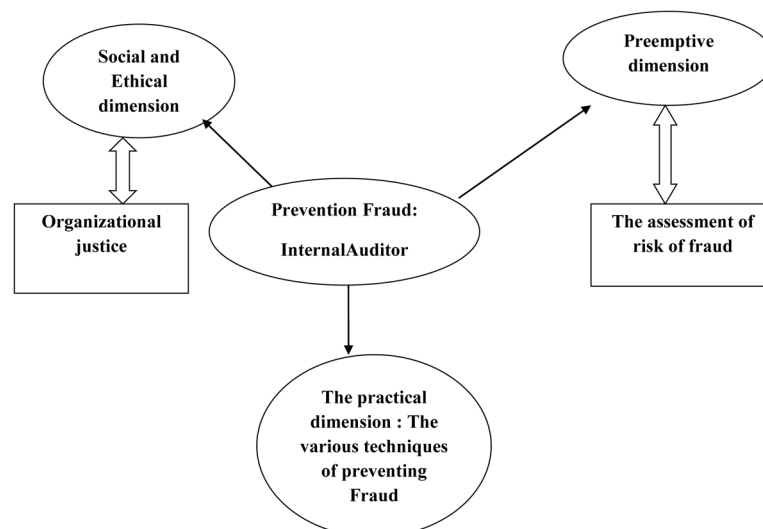 Social and
Ethical
dimension
Preemptive
dimension
Prevention Fraud:
InternalAuditor
Organizational
justice
The assessment of
risk of fraud
The practical
dimension : The
various techniques
of preventing
Fraud